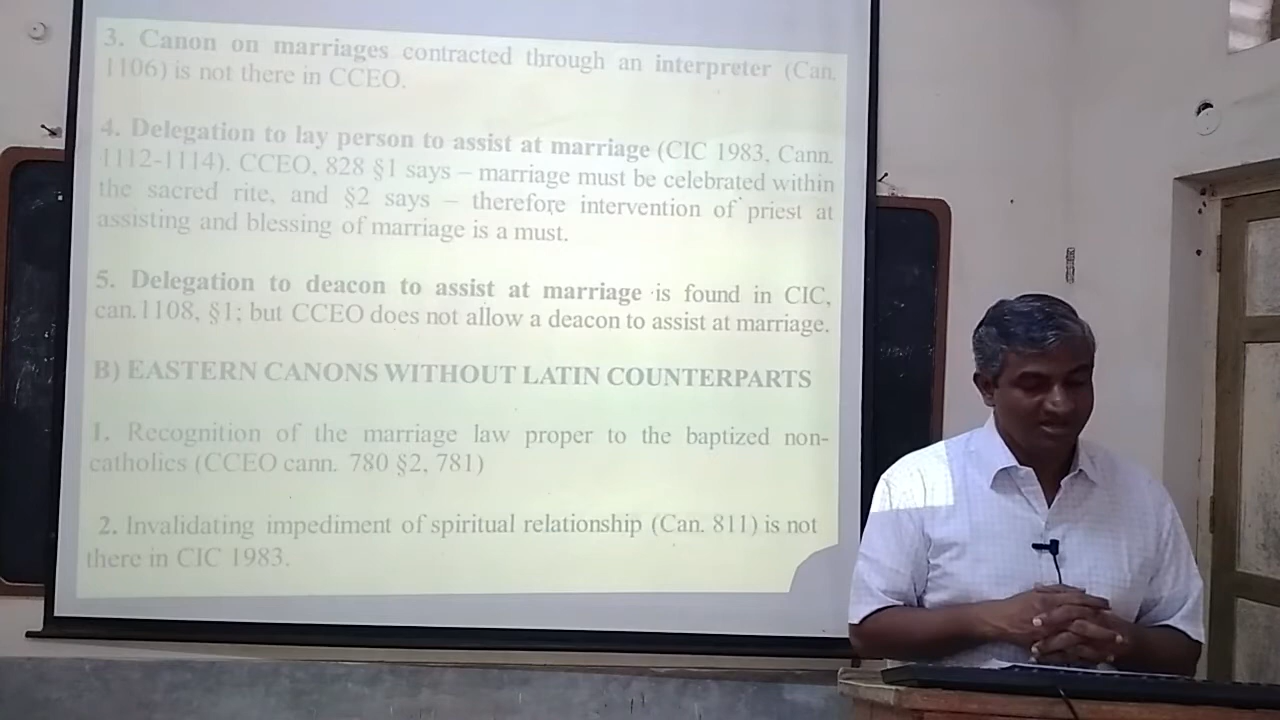 3. Canon on marriages contracted through an interpreter (Can.
1106) is not there in CCEO.
4. Delegation to lay person to assist at marriage (CIC 1983, Cann.
1112-1114). CCEO, 828 §1 says – marriage must be celebrated within
the sacred rite, and §2 says – therefore intervention of priest at
assisting and blessing of marriage is a must.
5. Delegation to deacon to assist at marriage is found in CIC,
can.1108, §1; but CCEO does not allow a deacon to assist at marriage.
B) EASTERN CANONS WITHOUT LATIN COUNTERPARTS
1. Recognition of the marriage law proper to the baptized non-
catholics (CCEO cann. 780 §2, 781)
2. Invalidating impediment of spiritual relationship (Can. 811) is not
there in CIC 1983.